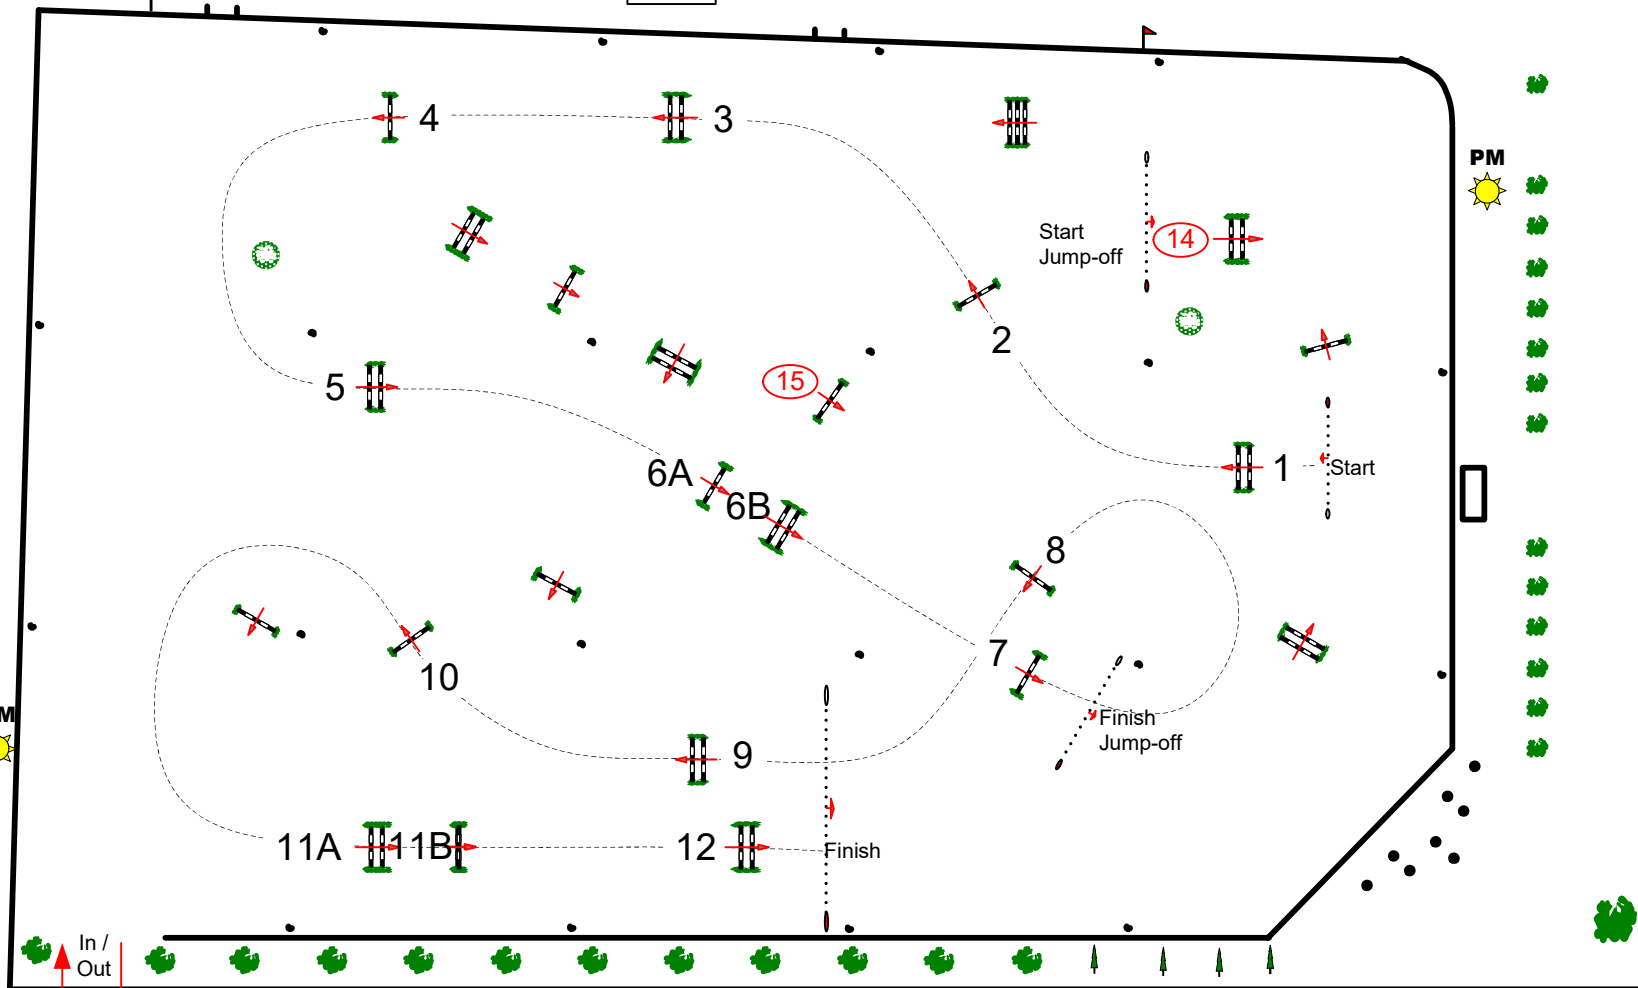 4
3
PM
Start
Jump-off
14
2
15
5
1
Start
6A
6B
8
7
10
M
Finish
Jump-off
9
11A
11B
12
Finish
In /
Out